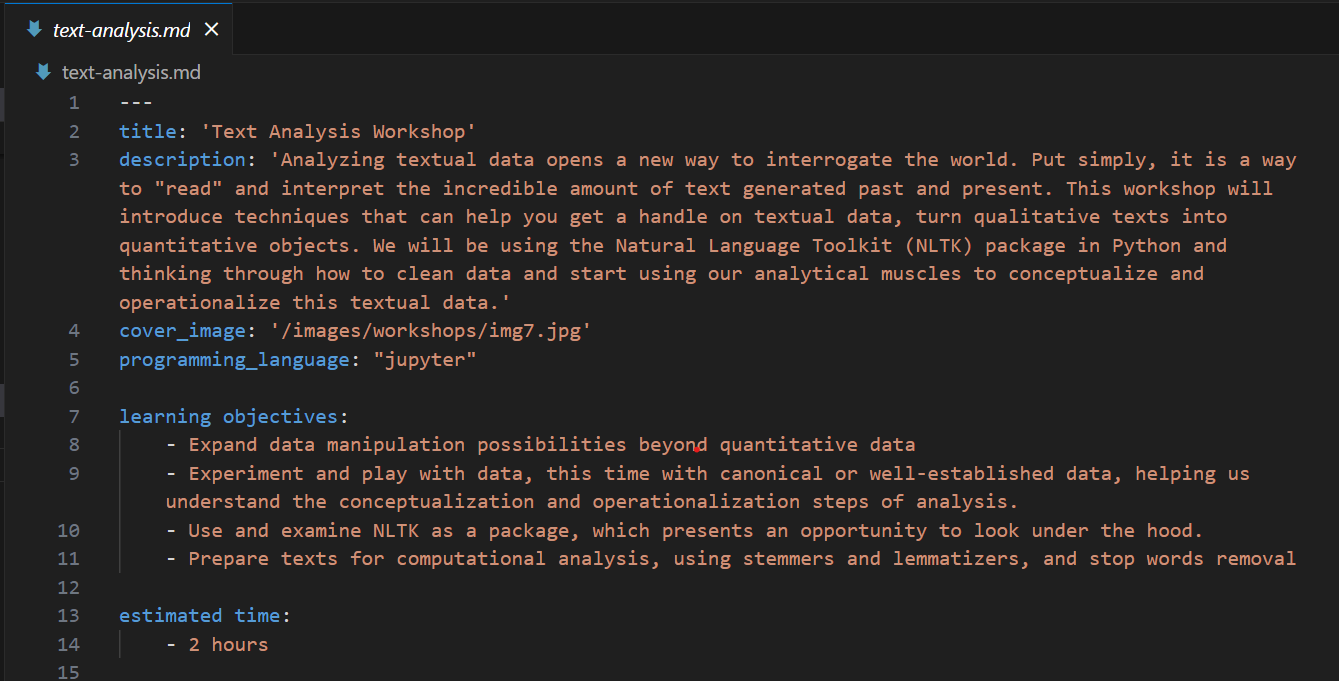 text-analysis.md
text-analysis.md
1 ---
2 title: 'Text Analysis Workshop'
3 description: 'Analyzing textual data opens a new way to interrogate the world. Put simply, it is a way
to "read" and interpret the incredible amount of text generated past and present. This workshop will
introduce techniques that can help you get a handle on textual data, turn qualitative texts into
quantitative objects. We will be using the Natural Language Toolkit (NLTK) package in Python and
thinking through how to clean data and start using our analytical muscles to conceptualize and
operationalize this textual data.'
4 cover_image: '/images/workshops/img7.jpg'
5 programming_language: "jupyter"
6
7 learning objectives:
8 - Expand data manipulation possibilities beyond quantitative data
9 - Experiment and play with data, this time with canonical or well-established data, helping us
understand the conceptualization and operationalization steps of analysis.
10 - Use and examine NLTK as a package, which presents an opportunity to look under the hood.
11 - Prepare texts for computational analysis, using stemmers and lemmatizers, and stop words removal
12
13 estimated time:
14 - 2 hours
15